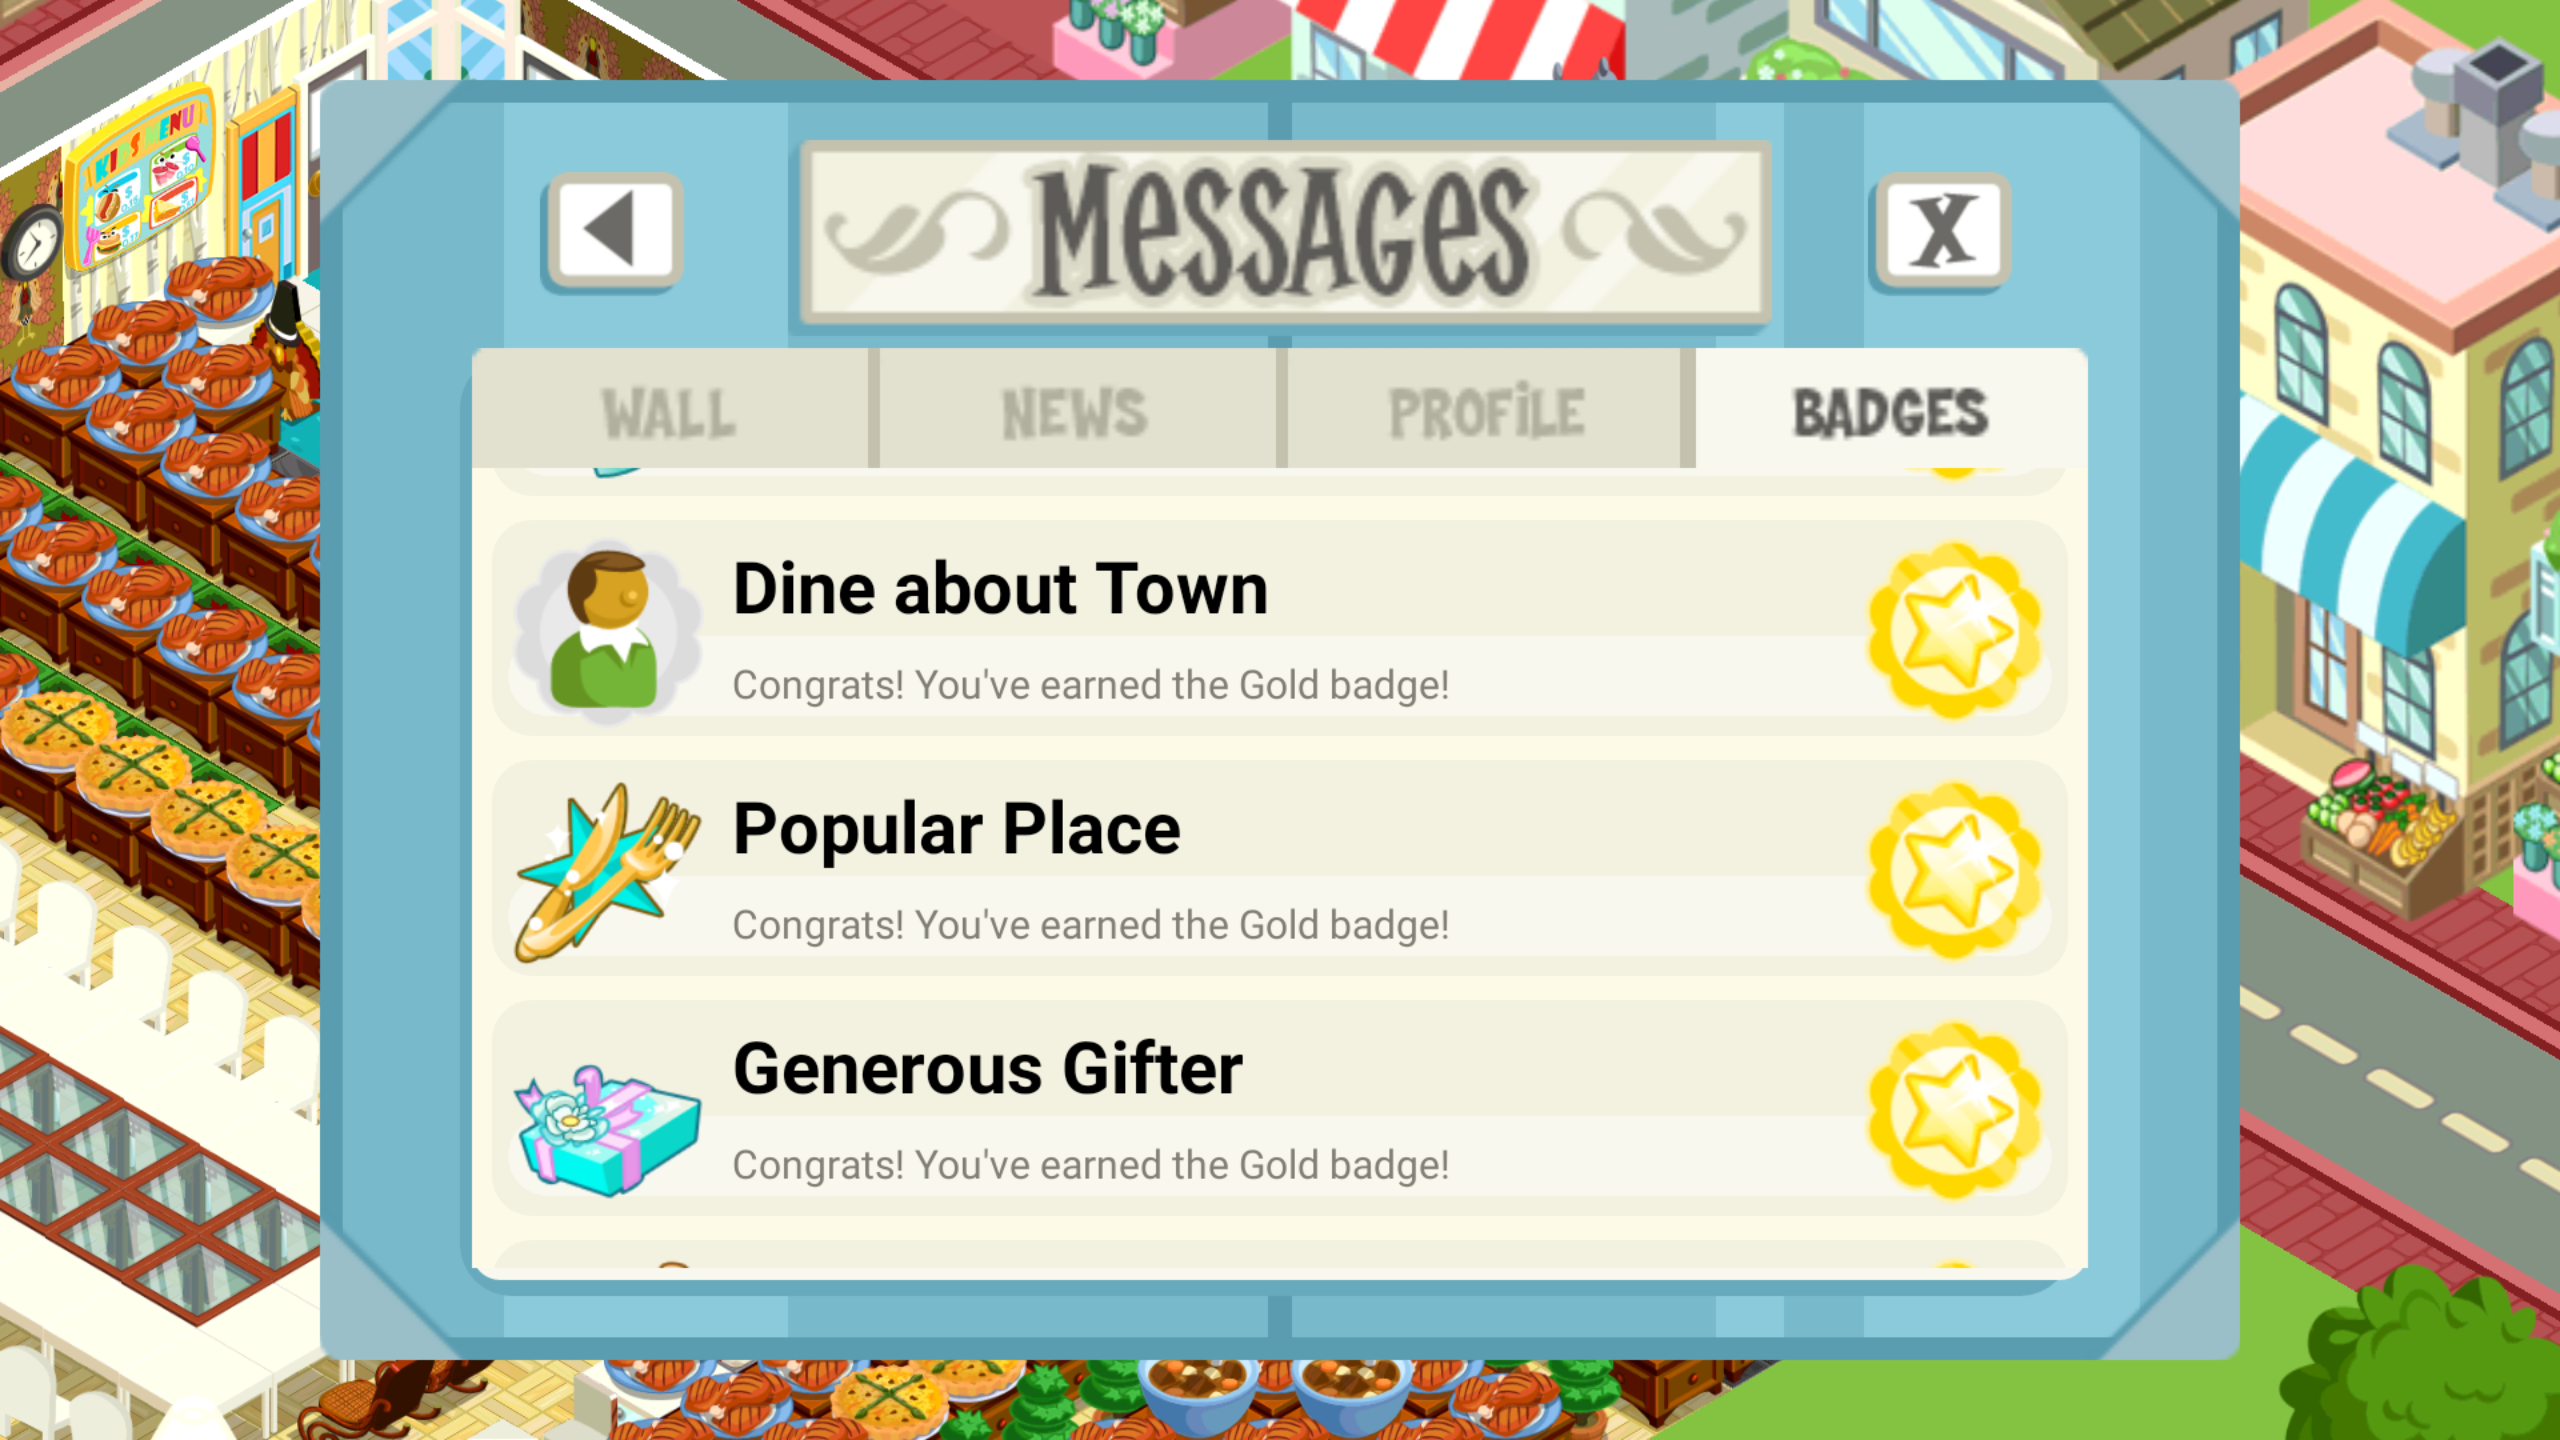 KIDS MENU
MESSAGES
X
WALL
NEWS
PROFILE
BADGES
Dine about Town
Congrats! You've earned the Gold badge!
Popular Place
Congrats! You've earned the Gold badge!
Generous Gifter
Congrats! You've earned the Gold badge!